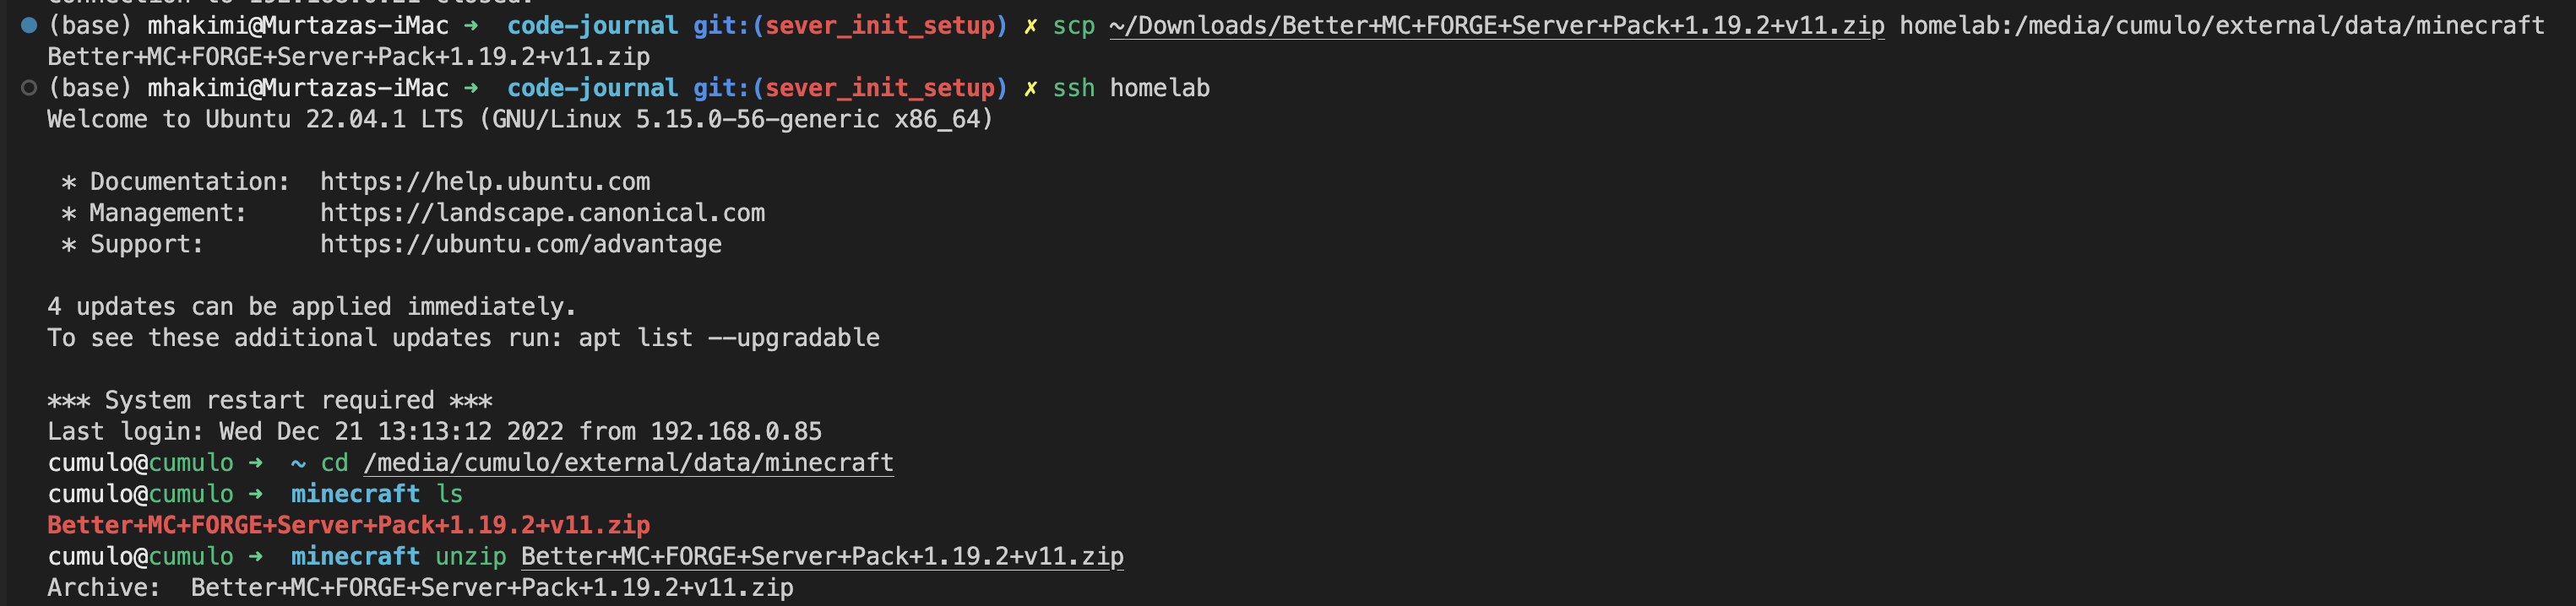 Connection to 192.168.0.21 closed.
(base) mhakimi@Murtazas-iMac ➜  code-journal git:(sever_init_setup) ✗ scp ~/Downloads/Better+MC+FORGE+Server+Pack+1.19.2+v11.zip homelab:/media/cumulo/external/data/minecraft
Better+MC+FORGE+Server+Pack+1.19.2+v11.zip
(base) mhakimi@Murtazas-iMac ➜  code-journal git:(sever_init_setup) ✗ ssh homelab
Welcome to Ubuntu 22.04.1 LTS (GNU/Linux 5.15.0-56-generic x86_64)
* Documentation:  https://help.ubuntu.com
* Management:     https://landscape.canonical.com
* Support:        https://ubuntu.com/advantage
4 updates can be applied immediately.
To see these additional updates run: apt list --upgradable
*** System restart required ***
Last login: Wed Dec 21 13:13:12 2022 from 192.168.0.85
cumulo@cumulo ➜  ~ cd /media/cumulo/external/data/minecraft
cumulo@cumulo ➜  minecraft ls
Better+MC+FORGE+Server+Pack+1.19.2+v11.zip
cumulo@cumulo ➜  minecraft unzip Better+MC+FORGE+Server+Pack+1.19.2+v11.zip
Archive:  Better+MC+FORGE+Server+Pack+1.19.2+v11.zip